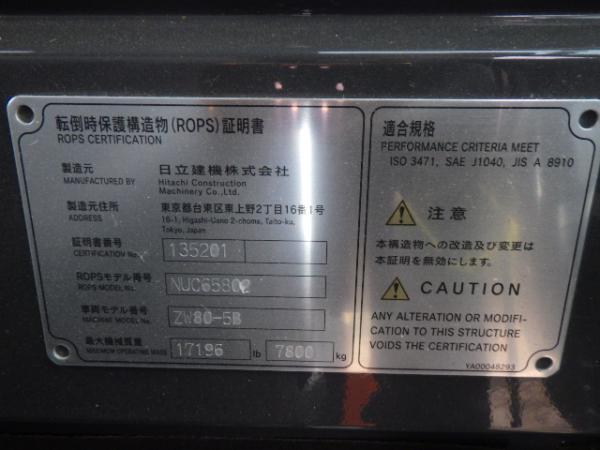 転倒時保護構造物(ROPS)証明書
ROPS CERTIFICATION
製造元 日立建機株式会社
MANUFACTURED BY Hitachi Construction
Machinery Co.,Ltd.
製造元住所 東京都台東区東上野2丁目16番1号
ADDRESS 16-1, Higashi-Ueno 2-chome, Taito-ku,
Tokyo, Japan
証明書番号
CERTIFICATION No. 135201
ROPSモデル番号
ROPS MODEL No. NUC65802
車両モデル番号
MACHINE MODEL No. ZW80-5B
最大機械質量
MAXIMUM OPERATING MASS 17196 lb 7800 kg
適合規格
PERFORMANCE CRITERIA MEET
ISO 3471, SAE J1040, JIS A 8910
注意
本構造物への改造及び変更は
本証明を無効にします。
CAUTION
ANY ALTERATION OR MODIFI-
CATION TO THIS STRUCTURE
VOIDS THE CERTIFICATION
YA00048293